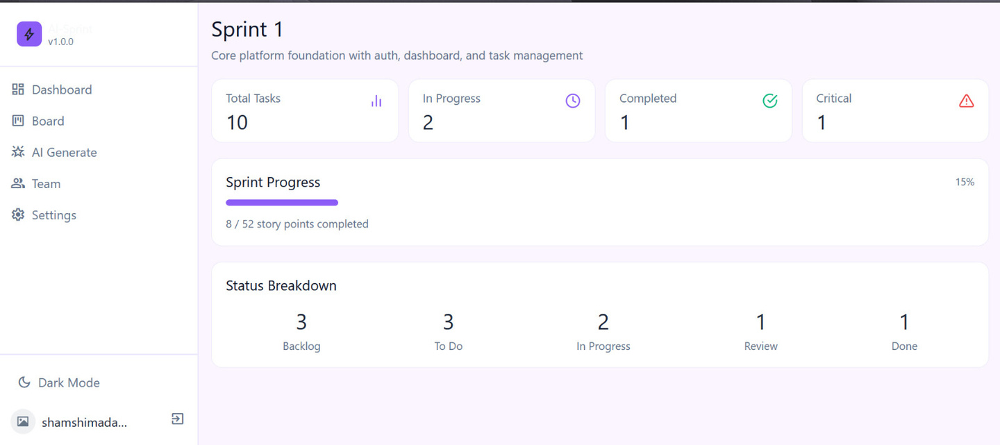 AI Sprint
v1.0.0
Dashboard
Board
AI Generate
Team
Settings
Dark Mode
shamshimada...
Sprint 1
Core platform foundation with auth, dashboard, and task management
Total Tasks
10
In Progress
2
Completed
1
Critical
1
Sprint Progress
15%
8 / 52 story points completed
Status Breakdown
3
Backlog
3
To Do
2
In Progress
1
Review
1
Done